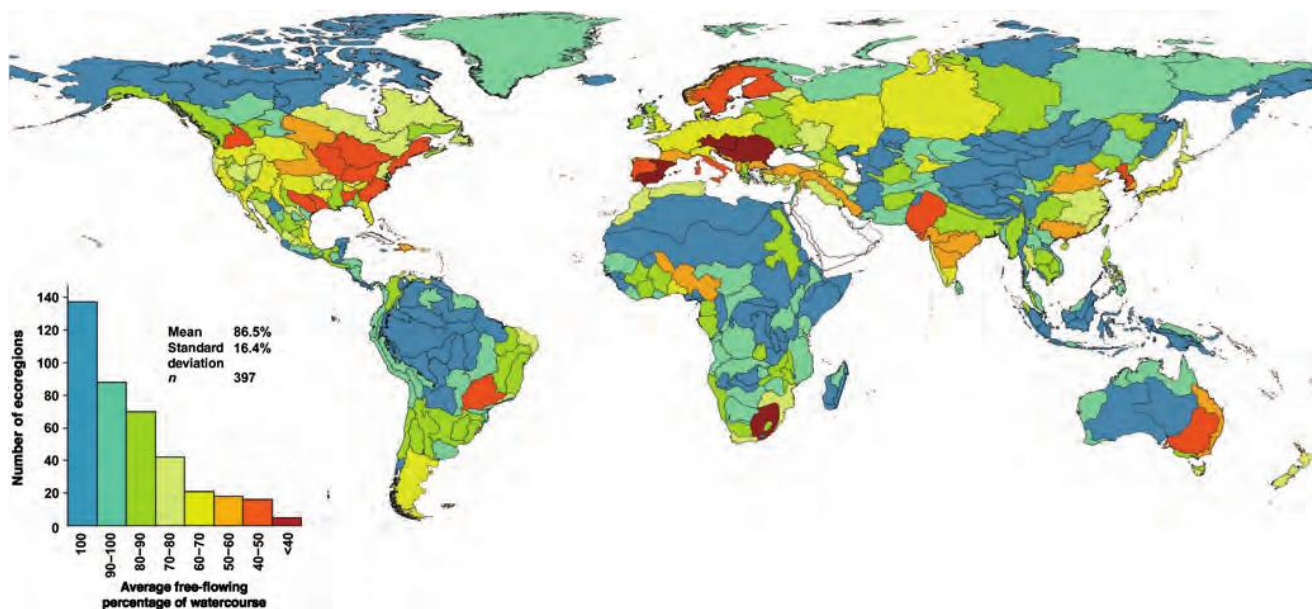 Number of ecoregions
140
120
100
80
60
40
20
0
Mean 86.5%
Standard 16.4%
deviation
n 397
100
90–100
80–90
70–80
60–70
50–60
40–50
<40
Average free-flowing
percentage of watercourse